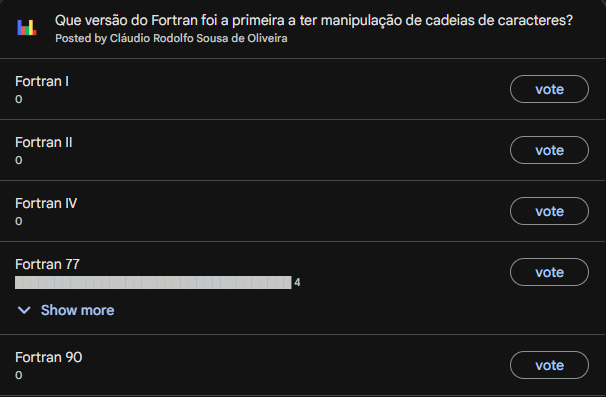 Que versão do Fortran foi a primeira a ter manipulação de cadeias de caracteres?
Posted by Cláudio Rodolfo Sousa de Oliveira
Fortran I
0
vote
Fortran II
0
vote
Fortran IV
0
vote
Fortran 77
4
vote
Show more
Fortran 90
0
vote